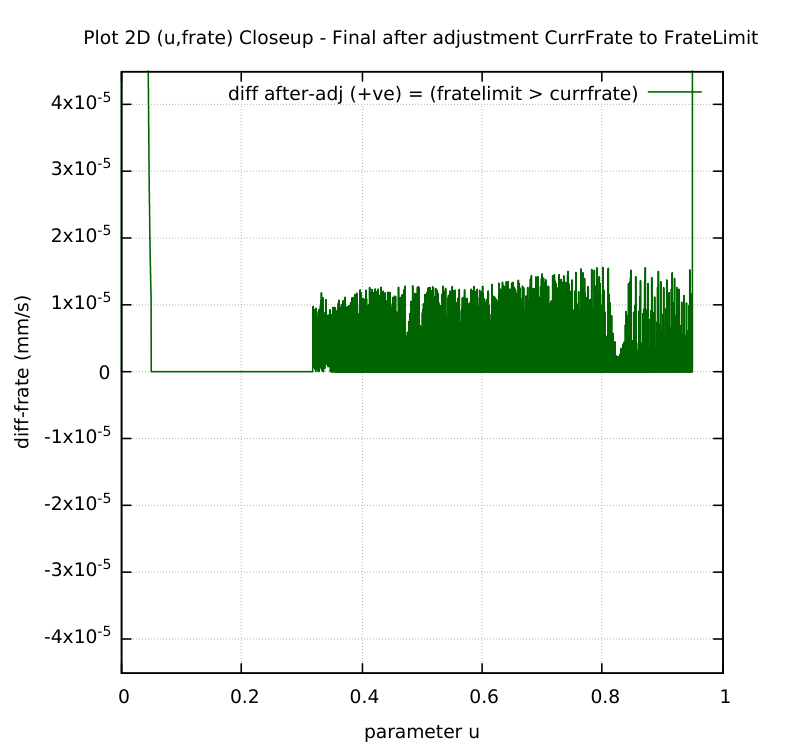 Plot 2D (u,frate) Closeup - Final after adjustment CurrFrate to FrateLimit
diff after-adj (+ve) = (fratelimit > currfrate)
4x10⁻⁵
3x10⁻⁵
2x10⁻⁵
1x10⁻⁵
0
-1x10⁻⁵
-2x10⁻⁵
-3x10⁻⁵
-4x10⁻⁵
diff-frate (mm/s)
0 0.2 0.4 0.6 0.8 1
parameter u